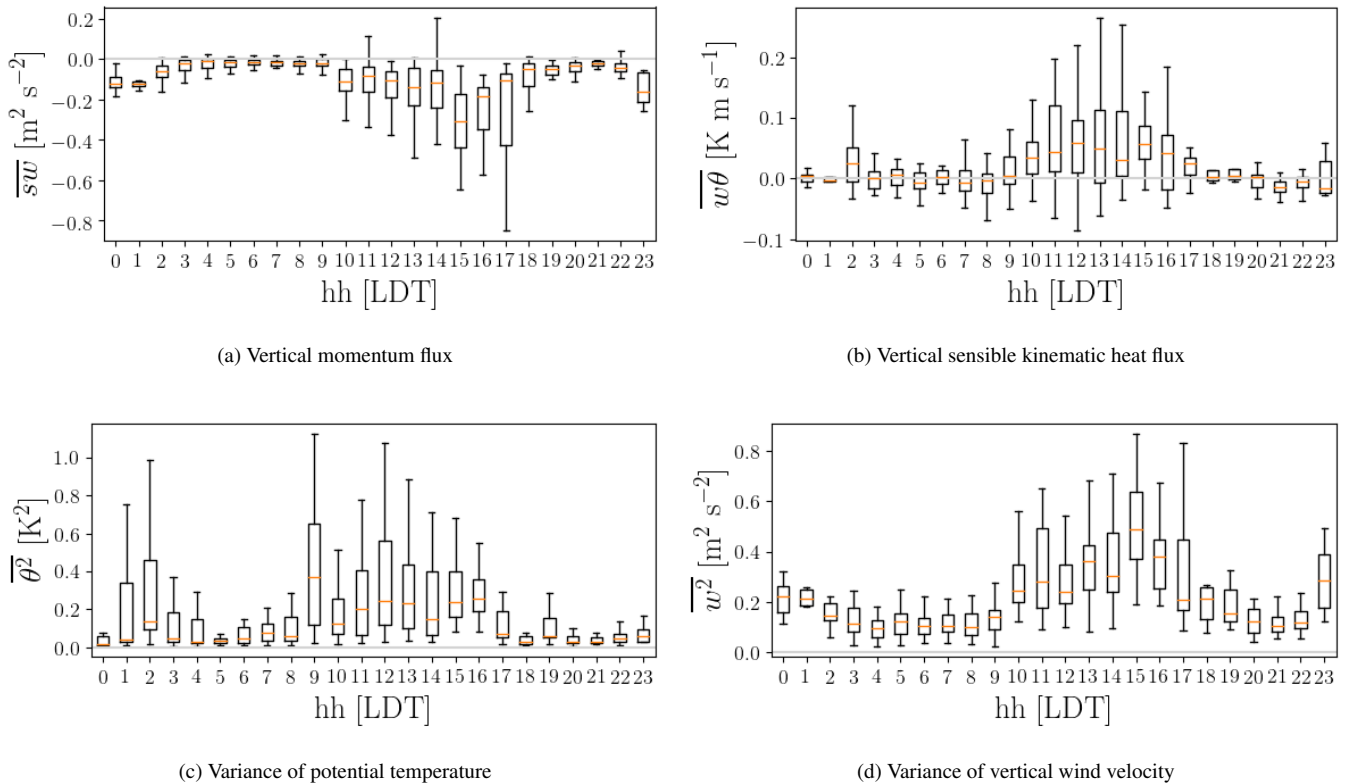 0.2
0.0
−0.2
−0.4
−0.6
−0.8
sw [m² s⁻²]
0 1 2 3 4 5 6 7 8 9 10 11 12 13 14 15 16 17 18 19 20 21 22 23
hh [LDT]
(a) Vertical momentum flux
0.2
0.1
0.0
−0.1
wθ [K m s⁻¹]
0 1 2 3 4 5 6 7 8 9 10 11 12 13 14 15 16 17 18 19 20 21 22 23
hh [LDT]
(b) Vertical sensible kinematic heat flux
1.0
0.8
0.6
0.4
0.2
0.0
θ² [K²]
0 1 2 3 4 5 6 7 8 9 10 11 12 13 14 15 16 17 18 19 20 21 22 23
hh [LDT]
(c) Variance of potential temperature
0.8
0.6
0.4
0.2
0.0
w² [m² s⁻²]
0 1 2 3 4 5 6 7 8 9 10 11 12 13 14 15 16 17 18 19 20 21 22 23
hh [LDT]
(d) Variance of vertical wind velocity